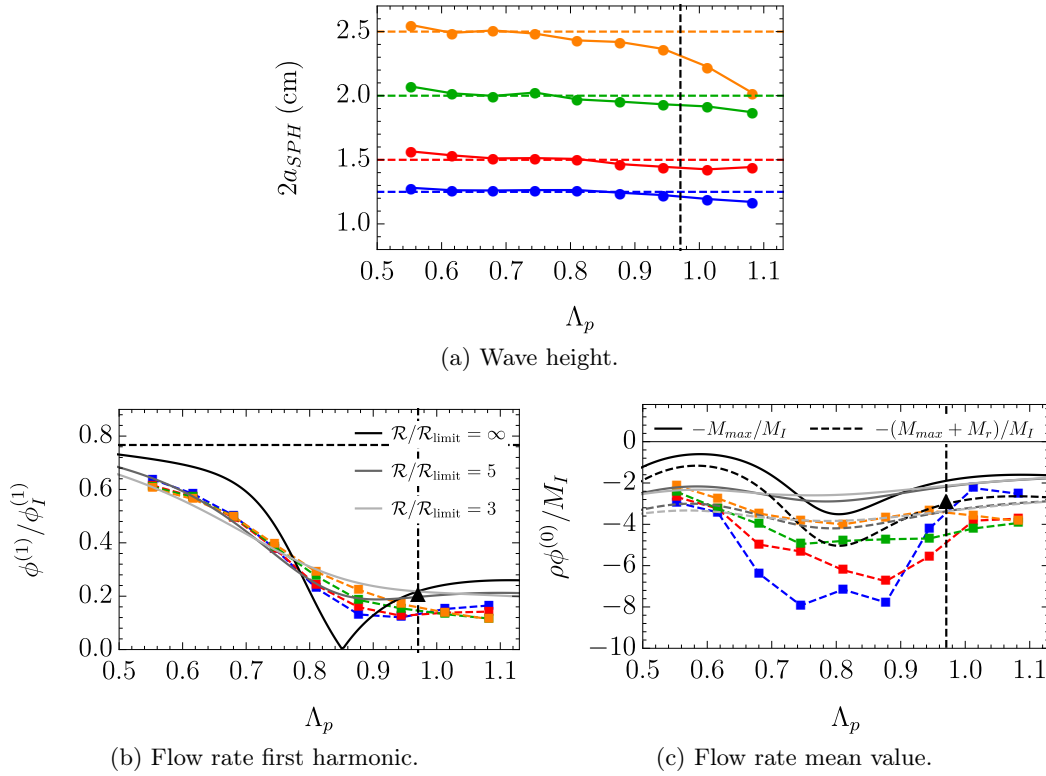 2.5
2.0
1.5
1.0
2a_{SPH} (cm)
0.5 0.6 0.7 0.8 0.9 1.0 1.1
Λ_p
(a) Wave height.
0.8
0.6
0.4
0.2
0.0
ϕ^{(1)}/ϕ_I^{(1)}
R/R_limit = ∞
R/R_limit = 5
R/R_limit = 3
0.5 0.6 0.7 0.8 0.9 1.0 1.1
Λ_p
(b) Flow rate first harmonic.
0
−2
−4
−6
−8
−10
ρϕ^{(0)}/M_I
−M_{max}/M_I −(M_{max} + M_r)/M_I
0.5 0.6 0.7 0.8 0.9 1.0 1.1
Λ_p
(c) Flow rate mean value.